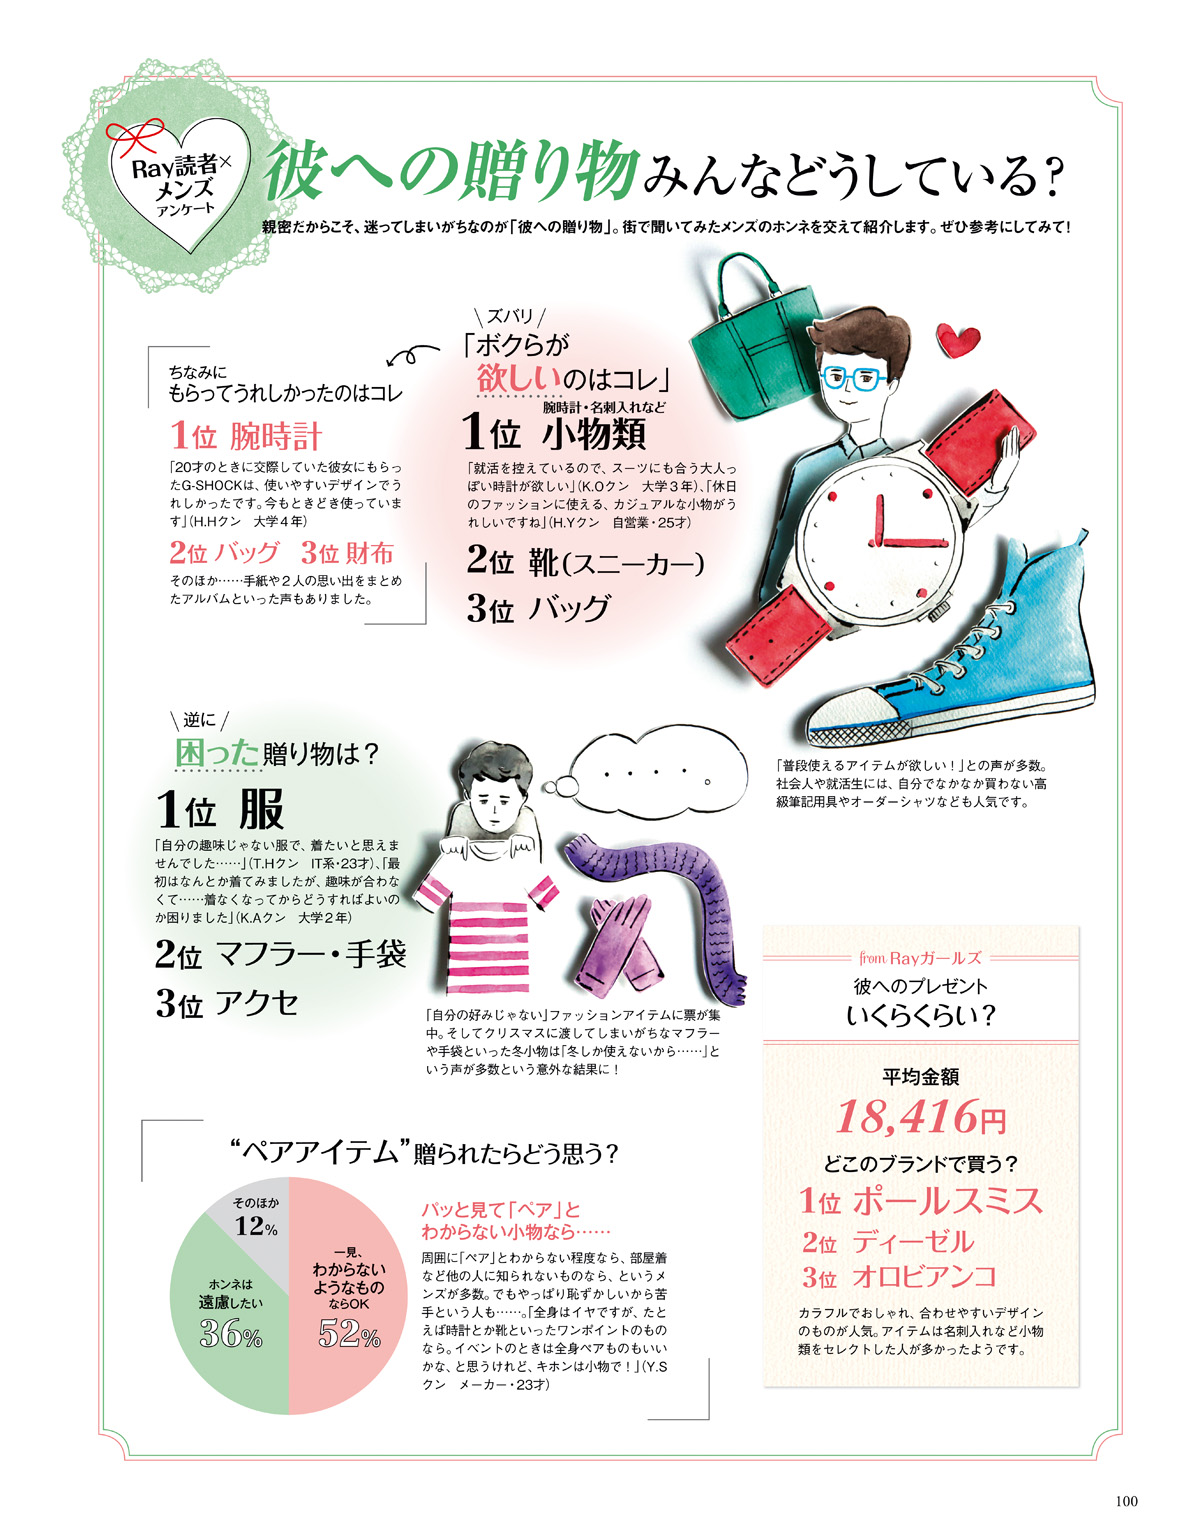 Ray読者×
メンズ
アンケート
彼への贈り物みんなどうしている?
親密だからこそ、迷ってしまいがちなのが「彼への贈り物」。街で聞いてみたメンズのホンネを交えて紹介します。ぜひ参考にしてみて!
ちなみに
もらってうれしかったのはコレ
1位 腕時計
「20才のときに交際していた彼女にもらっ
たG-SHOCKは、使いやすいデザインでう
れしかったです。今もときどき使っていま
す」(H.Hクン 大学4年)
2位 バッグ 3位 財布
そのほか……手紙や2人の思い出をまとめ
たアルバムといった声もありました。
\ ズバリ /
「ボクらが
欲しいのはコレ」
腕時計・名刺入れなど
1位 小物類
「就活を控えているので、スーツにも合う大人っ
ぽい時計が欲しい」(K.Oクン 大学3年)、「休日
のファッションに使える、カジュアルな小物がう
れしいですね」(H.Yクン 自営業・25才)
2位 靴(スニーカー)
3位 バッグ
「普段使えるアイテムが欲しい!」との声が多数。
社会人や就活生には、自分でなかなか買わない高
級筆記用具やオーダーシャツなども人気です。
\ 逆に /
困った贈り物は?
1位 服
「自分の趣味じゃない服で、着たいと思えま
せんでした……」(T.Hクン IT系・23才)、「最
初はなんとか着てみましたが、趣味が合わな
くて……着なくなってからどうすればよいの
か困りました」(K.Aクン 大学2年)
2位 マフラー・手袋
3位 アクセ
・・・・。
「自分の好みじゃない」ファッションアイテムに票が集
中。そしてクリスマスに渡してしまいがちなマフラー
や手袋といった冬小物は「冬しか使えないから……」と
いう声が多数という意外な結果に!
from Rayガールズ
彼へのプレゼント
いくらくらい?
平均金額
18,416円
どこのブランドで買う?
1位 ポールスミス
2位 ディーゼル
3位 オロビアンコ
カラフルでおしゃれ、合わせやすいデザイン
のものが人気。アイテムは名刺入れなど小物
類をセレクトした人が多かったようです。
“ペアアイテム”贈られたらどう思う?
そのほか
12%
ホンネは
遠慮したい
36%
一見、
わからない
ようなもの
ならOK
52%
パッと見て「ペア」と
わからない小物なら……
周囲に「ペア」とわからない程度なら、部屋着
など他の人に知られないものなら、というメ
ンズが多数。でもやっぱり恥ずかしいから苦
手という人も……。「全身はイヤですが、たと
えば時計とか靴といったワンポイントのもの
なら。イベントのときは全身ペアものもいい
かな、と思うけれど、キホンは小物で!」(Y.S
クン メーカー・23才)
100